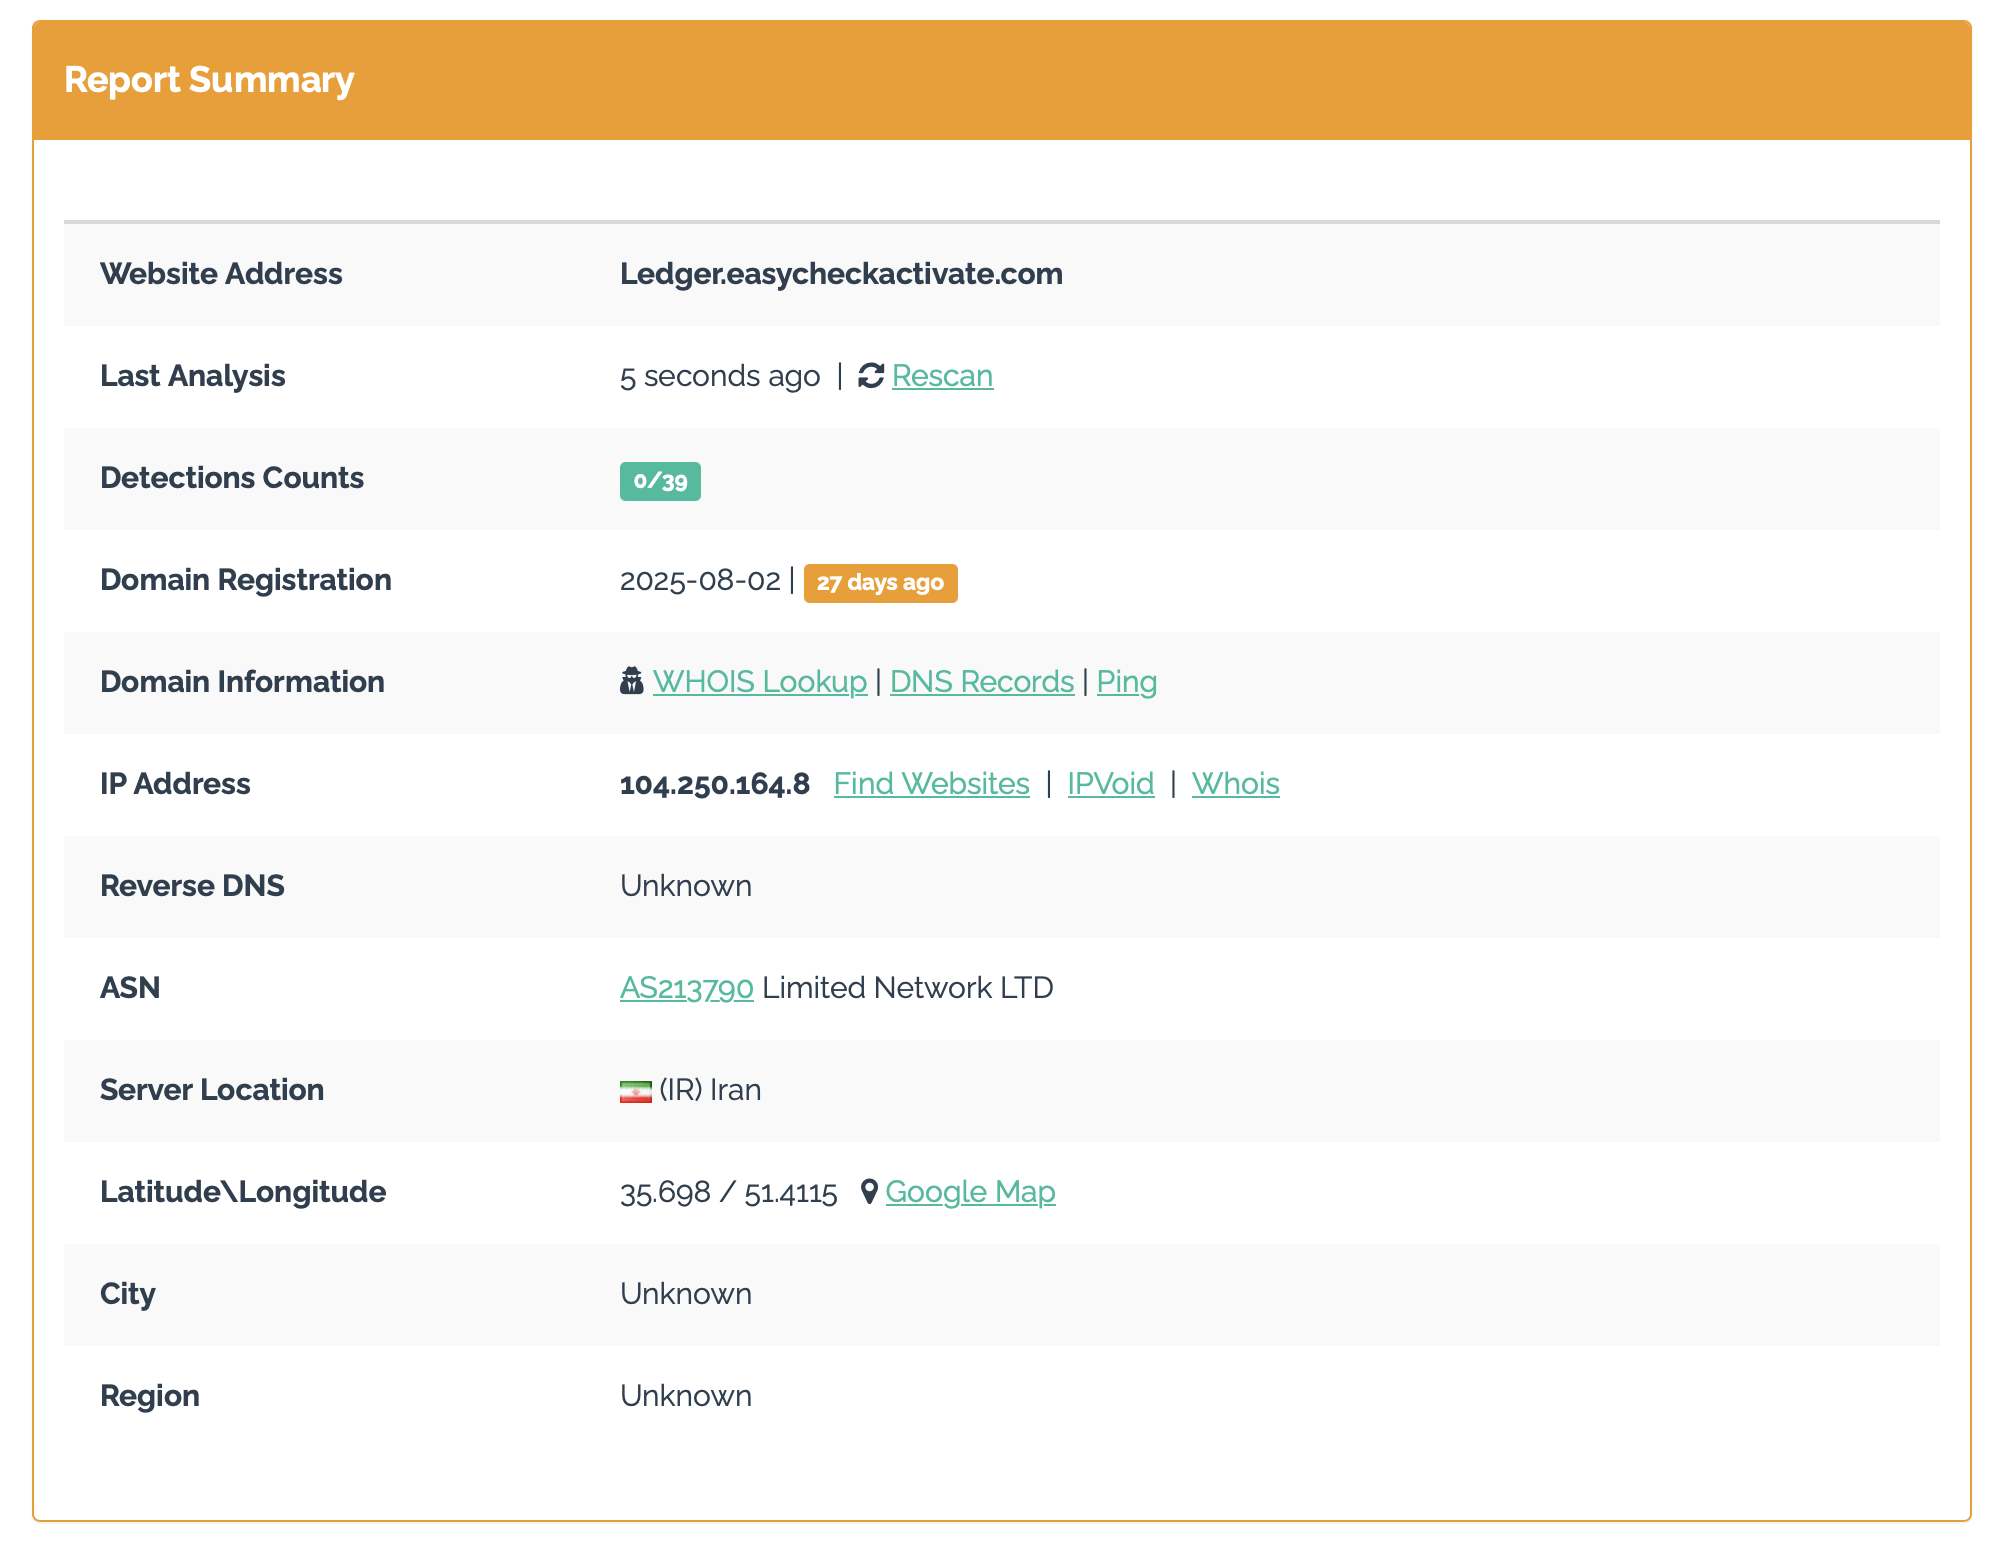 Report Summary
Website Address Ledger.easycheckactivate.com
Last Analysis 5 seconds ago | Rescan
Detections Counts 0/39
Domain Registration 2025-08-02 | 27 days ago
Domain Information WHOIS Lookup | DNS Records | Ping
IP Address 104.250.164.8 Find Websites | IPVoid | Whois
Reverse DNS Unknown
ASN AS213790 Limited Network LTD
Server Location (IR) Iran
Latitude\Longitude 35.698 / 51.4115 Google Map
City Unknown
Region Unknown